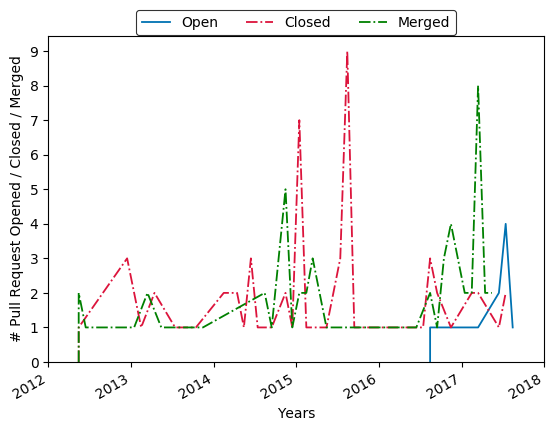 Open Closed Merged
# Pull Request Opened / Closed / Merged
9
8
7
6
5
4
3
2
1
0
2012 2013 2014 2015 2016 2017 2018
Years